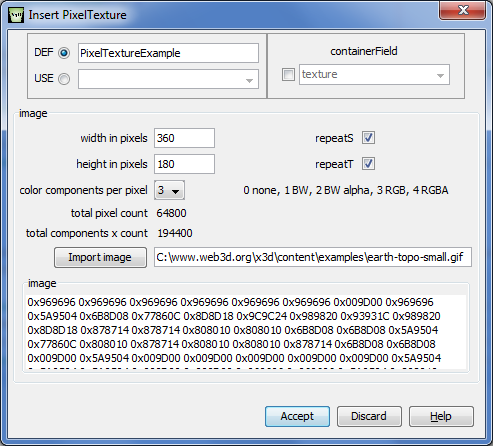 Insert PixelTexture
DEF PixelTextureExample
USE
containerField
texture
image
width in pixels 360 repeatS
height in pixels 180 repeatT
color components per pixel 3 0 none, 1 BW, 2 BW alpha, 3 RGB, 4 RGBA
total pixel count 64800
total components x count 194400
Import image C:\www.web3d.org\x3d\content\examples\earth-topo-small.gif
image
0x969696 0x969696 0x969696 0x969696 0x969696 0x969696 0x009D00 0x969696
0x5A9504 0x6B8D08 0x77860C 0x8D8D18 0x9C9C24 0x989820 0x93931C 0x989820
0x8D8D18 0x878714 0x878714 0x808010 0x808010 0x6B8D08 0x6B8D08 0x5A9504
0x77860C 0x808010 0x878714 0x808010 0x808010 0x878714 0x6B8D08 0x6B8D08
0x009D00 0x5A9504 0x009D00 0x009D00 0x009D00 0x009D00 0x009D00 0x5A9504
Accept Discard Help